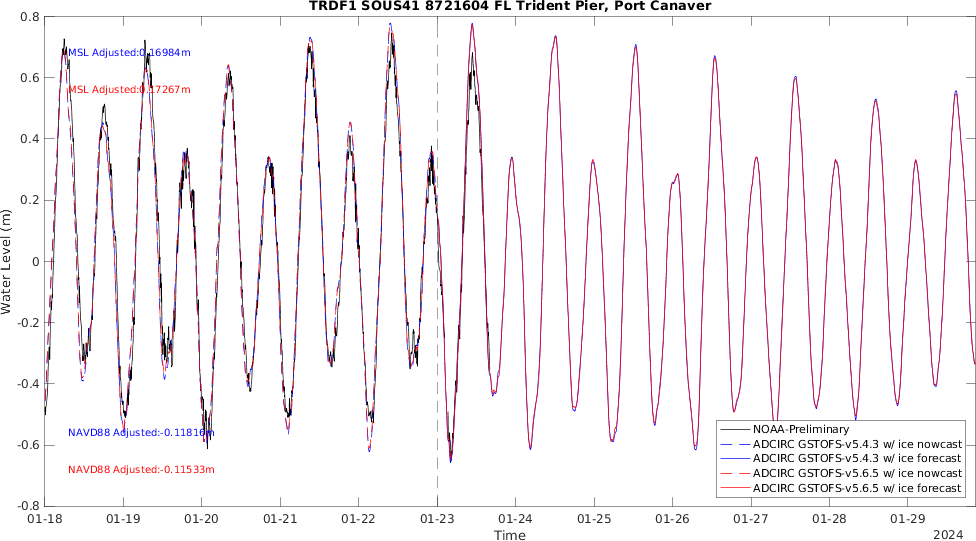 TRDF1 SOUS41 8721604 FL Trident Pier, Port Canaver
0.8
0.6
0.4
0.2
0
-0.2
-0.4
-0.6
-0.8
Water Level (m)
MSL Adjusted:0.16984m
MSL Adjusted:0.17267m
NAVD88 Adjusted:-0.11816m
NAVD88 Adjusted:-0.11533m
NOAA-Preliminary
ADCIRC GSTOFS-v5.4.3 w/ ice nowcast
ADCIRC GSTOFS-v5.4.3 w/ ice forecast
ADCIRC GSTOFS-v5.6.5 w/ ice nowcast
ADCIRC GSTOFS-v5.6.5 w/ ice forecast
01-18 01-19 01-20 01-21 01-22 01-23 01-24 01-25 01-26 01-27 01-28 01-29
Time
2024